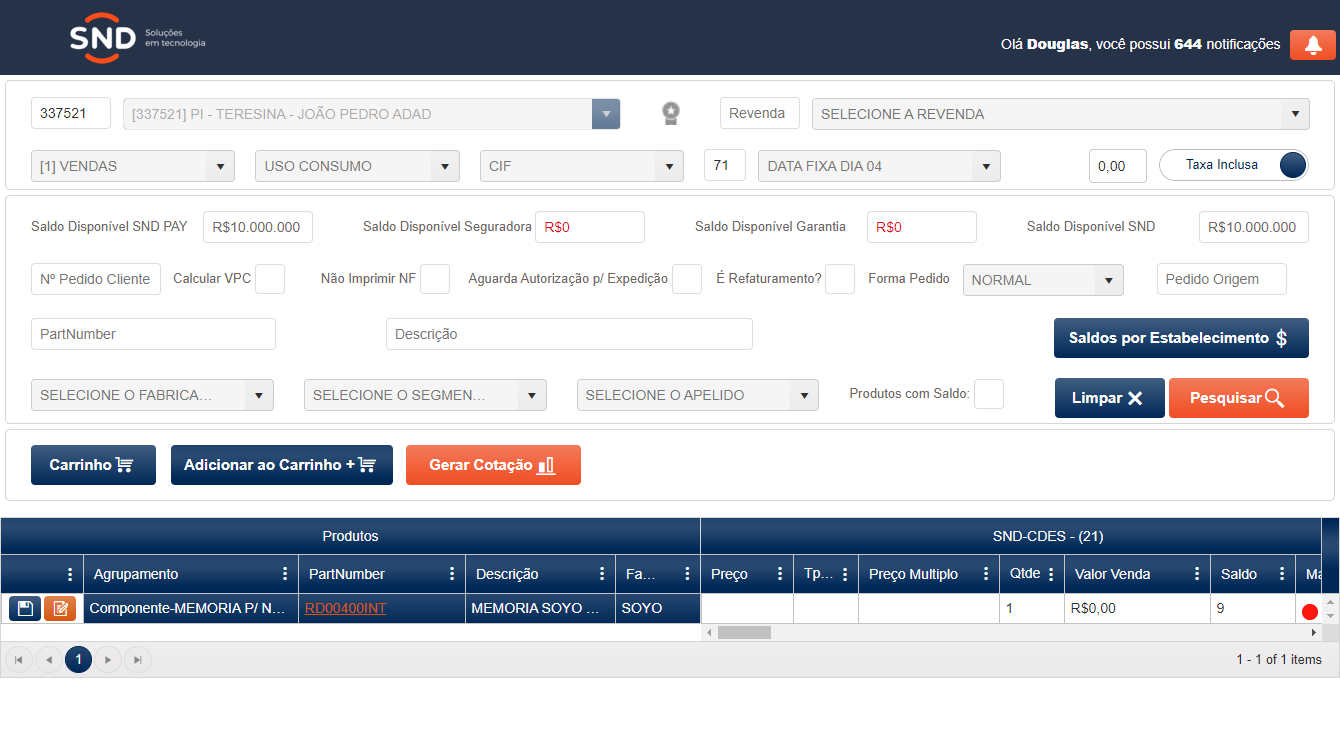 SND Soluções
em tecnologia
Olá Douglas, você possui 644 notificações
337521 [337521] PI - TERESINA - JOÃO PEDRO ADAD Revenda SELECIONE A REVENDA
[1] VENDAS USO CONSUMO CIF 71 DATA FIXA DIA 04 0,00 Taxa Inclusa
Saldo Disponível SND PAY R$10.000.000 Saldo Disponível Seguradora R$0 Saldo Disponível Garantia R$0 Saldo Disponível SND R$10.000.000
Nº Pedido Cliente Calcular VPC Não Imprimir NF Aguarda Autorização p/ Expedição É Refaturamento? Forma Pedido NORMAL Pedido Origem
PartNumber Descrição Saldos por Estabelecimento $
SELECIONE O FABRICA... SELECIONE O SEGMEN... SELECIONE O APELIDO Produtos com Saldo: Limpar Pesquisar
Carrinho Adicionar ao Carrinho + Gerar Cotação
Produtos SND-CDES - (21)
Agrupamento PartNumber Descrição Fa... Preço Tp... Preço Multiplo Qtde Valor Venda Saldo Ma
Componente-MEMORIA P/ N... RD00400INT MEMORIA SOYO ... SOYO 1 R$0,00 9
1 1 - 1 of 1 items